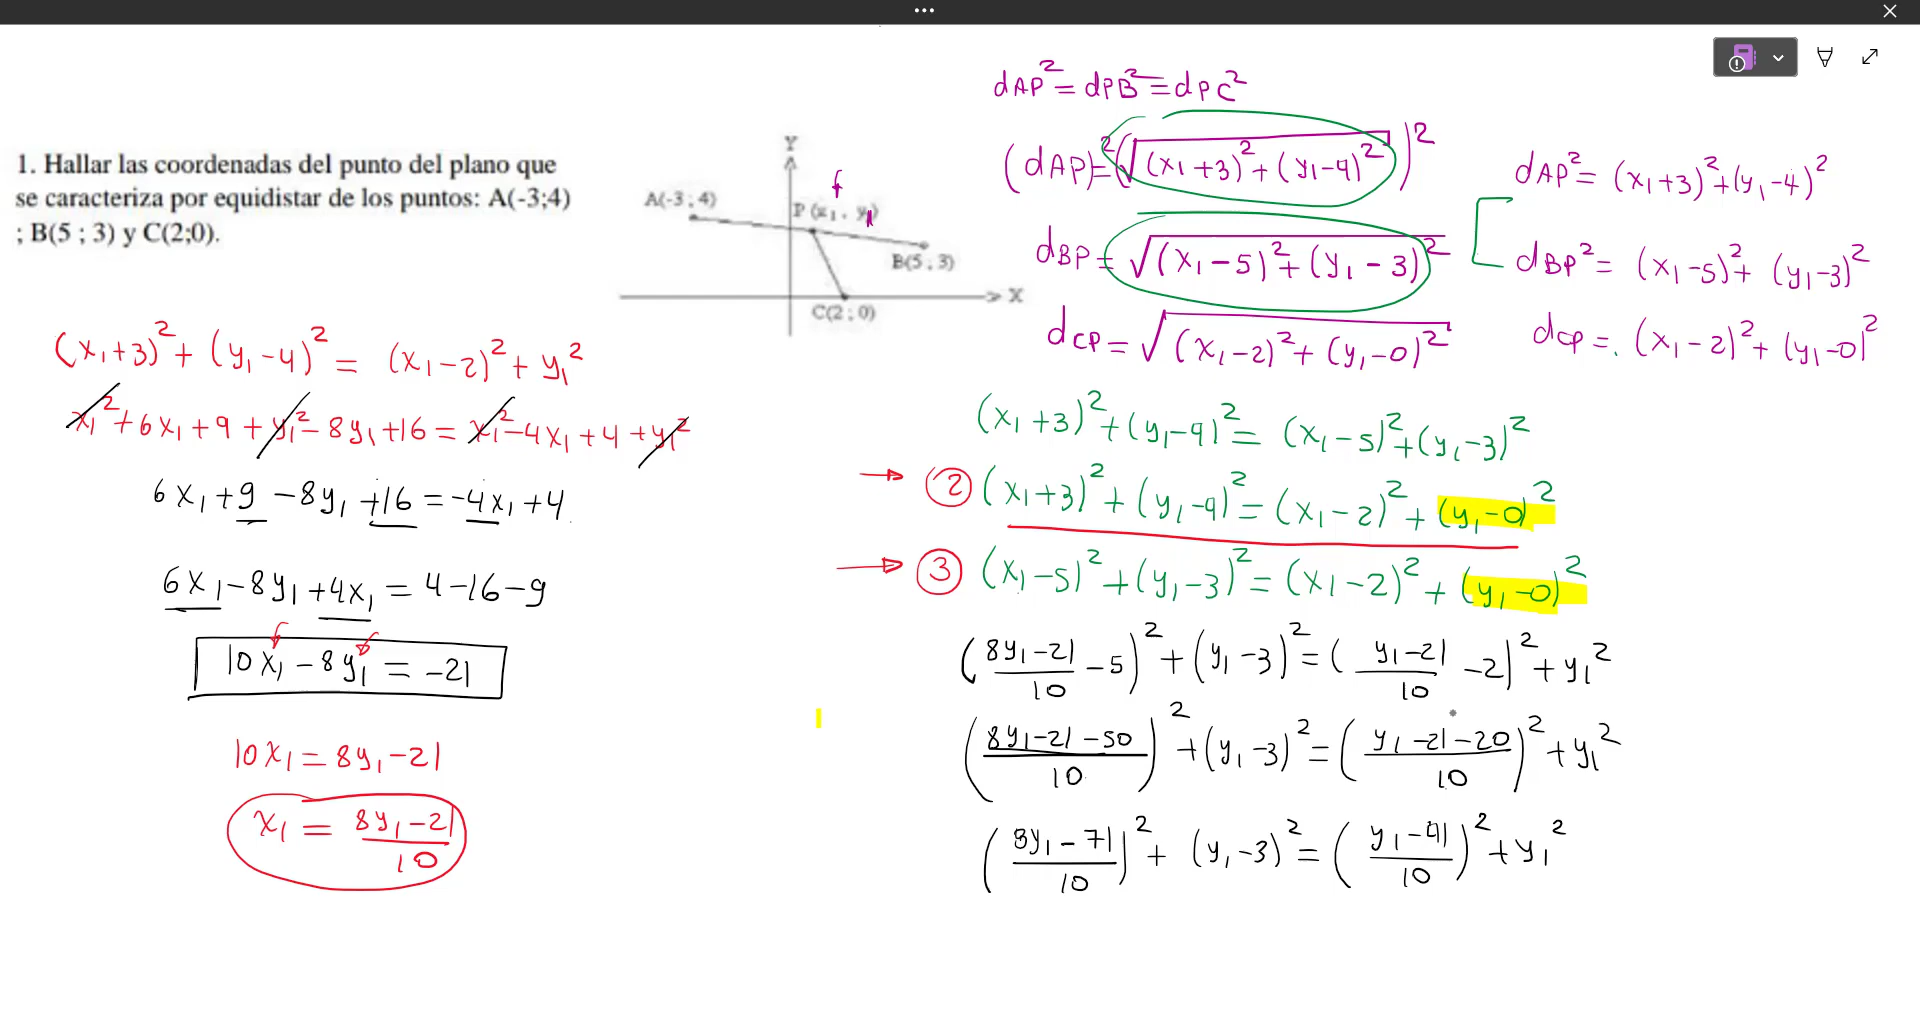 1. Hallar las coordenadas del punto del plano que
se caracteriza por equidistar de los puntos: A(-3;4)
; B(5 ; 3) y C(2;0).
Y
A(-3 ; 4)
P (x₁ , y₁)
B(5 ; 3)
X
C(2 ; 0)
dAP² = dPB² = dPC²
(dAP)² = (√(x₁+3)² + (y₁-4)²)²
dBP = √(x₁-5)² + (y₁-3)²
dCP = √(x₁-2)² + (y₁-0)²
dAP² = (x₁+3)² + (y₁-4)²
dBP² = (x₁-5)² + (y₁-3)²
dCP = (x₁-2)² + (y₁-0)²
(x₁+3)² + (y₁-4)² = (x₁-2)² + y₁²
x₁² + 6x₁ + 9 + y₁² - 8y₁ + 16 = x₁² - 4x₁ + 4 + y₁²
6x₁ + 9 - 8y₁ + 16 = -4x₁ + 4
6x₁ - 8y₁ + 4x₁ = 4 - 16 - 9
10x₁ - 8y₁ = -21
10x₁ = 8y₁ - 21
x₁ = (8y₁ - 21)/10
(x₁+3)² + (y₁-4)² = (x₁-5)² + (y₁-3)²
→ ② (x₁+3)² + (y₁-4)² = (x₁-2)² + (y₁-0)²
→ ③ (x₁-5)² + (y₁-3)² = (x₁-2)² + (y₁-0)²
((8y₁-21)/10 - 5)² + (y₁-3)² = ((y₁-21)/10 - 2)² + y₁²
((8y₁-21-50)/10)² + (y₁-3)² = ((y₁-21-20)/10)² + y₁²
((8y₁-71)/10)² + (y₁-3)² = ((y₁-41)/10)² + y₁²